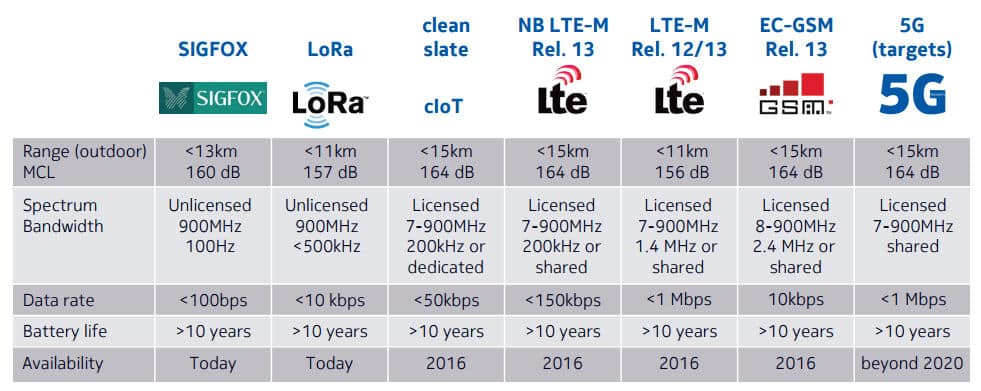 SIGFOX LoRa clean slate cIoT NB LTE-M Rel. 13 LTE-M Rel. 12/13 EC-GSM Rel. 13 5G (targets)
SIGFOX LoRa™ Lte Lte GSM™ 5G
Range (outdoor) <13km <11km <15km <15km <11km <15km <15km
MCL 160 dB 157 dB 164 dB 164 dB 156 dB 164 dB 164 dB
Spectrum Unlicensed Unlicensed Licensed Licensed Licensed Licensed Licensed
Bandwidth 900MHz 900MHz 7-900MHz 7-900MHz 7-900MHz 8-900MHz 7-900MHz
100Hz <500kHz 200kHz or 200kHz or 1.4 MHz or 2.4 MHz or shared
dedicated shared shared shared
Data rate <100bps <10 kbps <50kbps <150kbps <1 Mbps 10kbps <1 Mbps
Battery life >10 years >10 years >10 years >10 years >10 years >10 years >10 years
Availability Today Today 2016 2016 2016 2016 beyond 2020